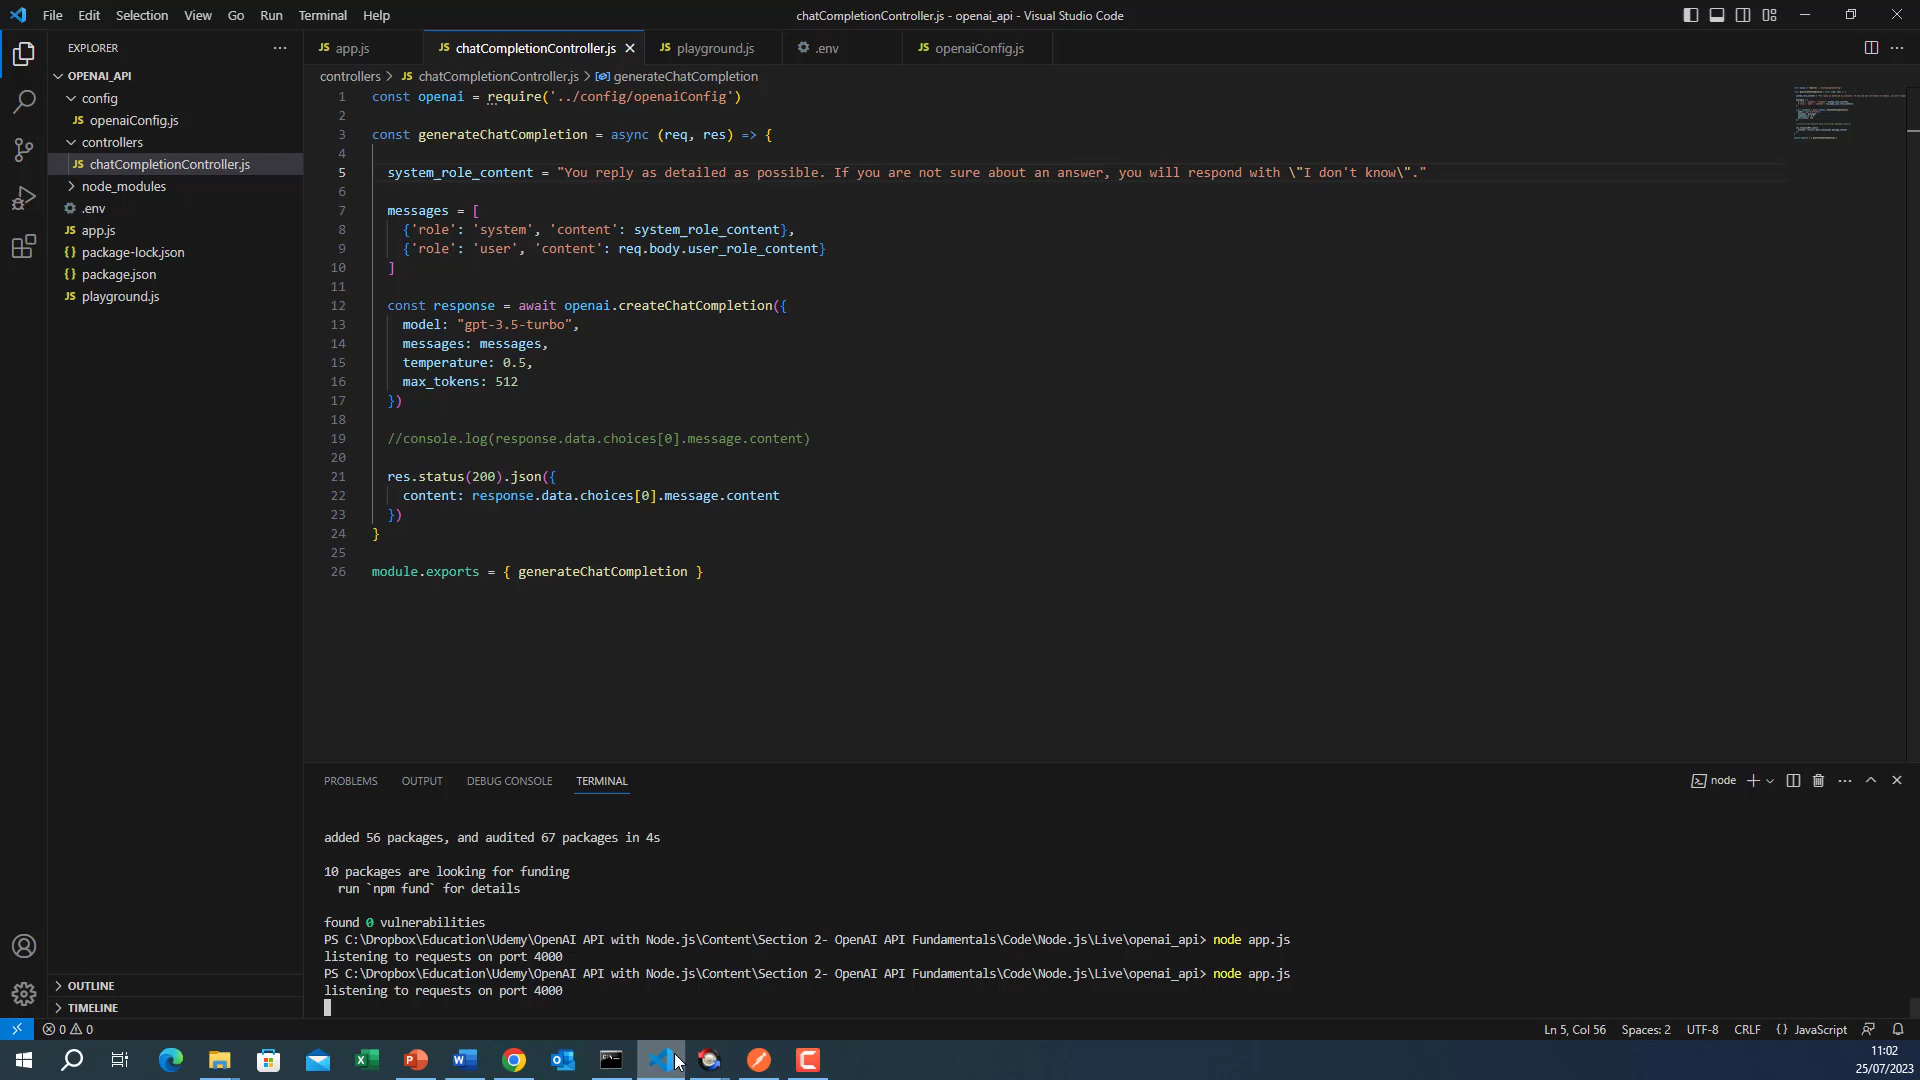 File Edit Selection View Go Run Terminal Help
chatCompletionController.js - openai_api - Visual Studio Code
EXPLORER
JS app.js
JS chatCompletionController.js
JS playground.js
.env
JS openaiConfig.js
OPENAI_API
config
JS openaiConfig.js
controllers
JS chatCompletionController.js
node_modules
.env
JS app.js
{} package-lock.json
{} package.json
JS playground.js
OUTLINE
TIMELINE
controllers > JS chatCompletionController.js > generateChatCompletion
1 const openai = require('../config/openaiConfig')
2
3 const generateChatCompletion = async (req, res) => {
4
5 system_role_content = "You reply as detailed as possible. If you are not sure about an answer, you will respond with \"I don't know\"."
6
7 messages = [
8 {'role': 'system', 'content': system_role_content},
9 {'role': 'user', 'content': req.body.user_role_content}
10 ]
11
12 const response = await openai.createChatCompletion({
13 model: "gpt-3.5-turbo",
14 messages: messages,
15 temperature: 0.5,
16 max_tokens: 512
17 })
18
19 //console.log(response.data.choices[0].message.content)
20
21 res.status(200).json({
22 content: response.data.choices[0].message.content
23 })
24 }
25
26 module.exports = { generateChatCompletion }
PROBLEMS OUTPUT DEBUG CONSOLE TERMINAL
node
added 56 packages, and audited 67 packages in 4s
10 packages are looking for funding
run `npm fund` for details
found 0 vulnerabilities
PS C:\Dropbox\Education\Udemy\OpenAI API with Node.js\Content\Section 2- OpenAI API Fundamentals\Code\Node.js\Live\openai_api> node app.js
listening to requests on port 4000
PS C:\Dropbox\Education\Udemy\OpenAI API with Node.js\Content\Section 2- OpenAI API Fundamentals\Code\Node.js\Live\openai_api> node app.js
listening to requests on port 4000
0 0
Ln 5, Col 56 Spaces: 2 UTF-8 CRLF {} JavaScript
11:02
25/07/2023